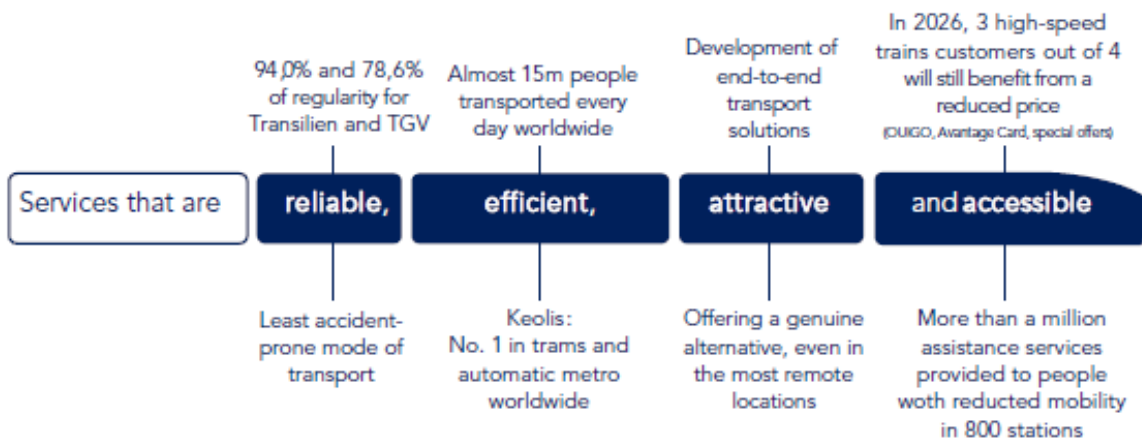 94,0% and 78,6%
of regularity for
Transilien and TGV
Almost 15m people
transported every
day worldwide
Development of
end-to-end
transport
solutions
In 2026, 3 high-speed
trains customers out of 4
will still benefit from a
reduced price
(OUIGO, Avantage Card, special offers)
Services that are
reliable,
efficient,
attractive
and accessible
Least accident-
prone mode of
transport
Keolis:
No. 1 in trams and
automatic metro
worldwide
Offering a genuine
alternative, even in
the most remote
locations
More than a million
assistance services
provided to people
woth reducted mobility
in 800 stations